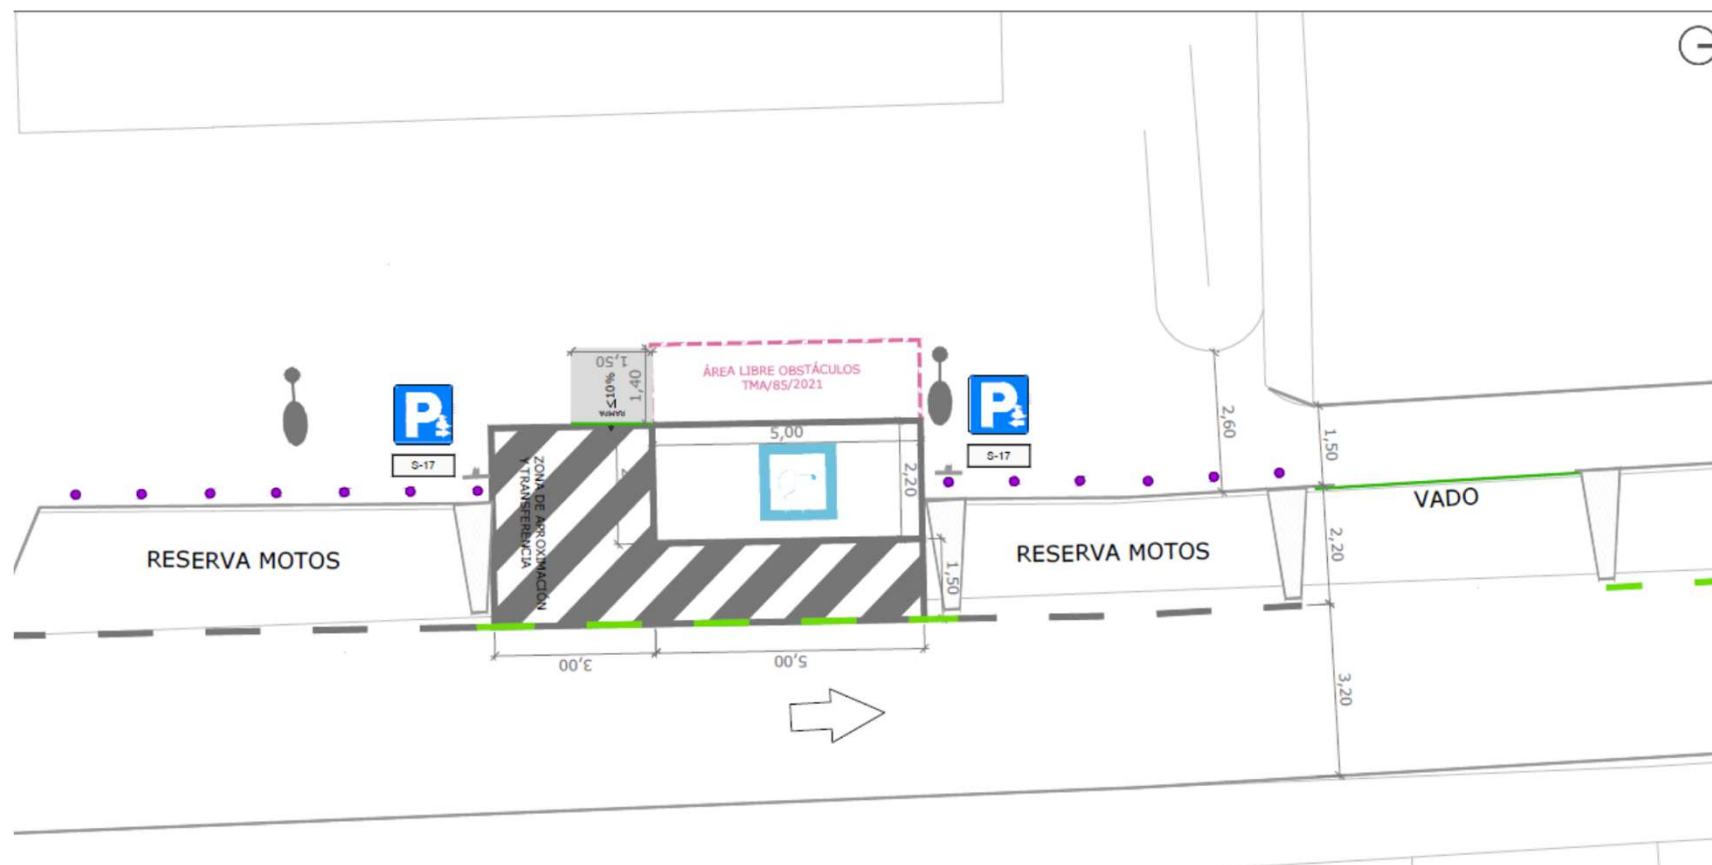 1,50
1,40
RAMPA
≤10%
ÁREA LIBRE OBSTÁCULOS
TMA/85/2021
P
S-17
P
S-17
5,00
2,20
ZONA DE APROXIMACIÓN
Y TRANSFERENCIA
2,60
1,50
VADO
RESERVA MOTOS
1,50
RESERVA MOTOS
2,20
3,00
5,00
3,20